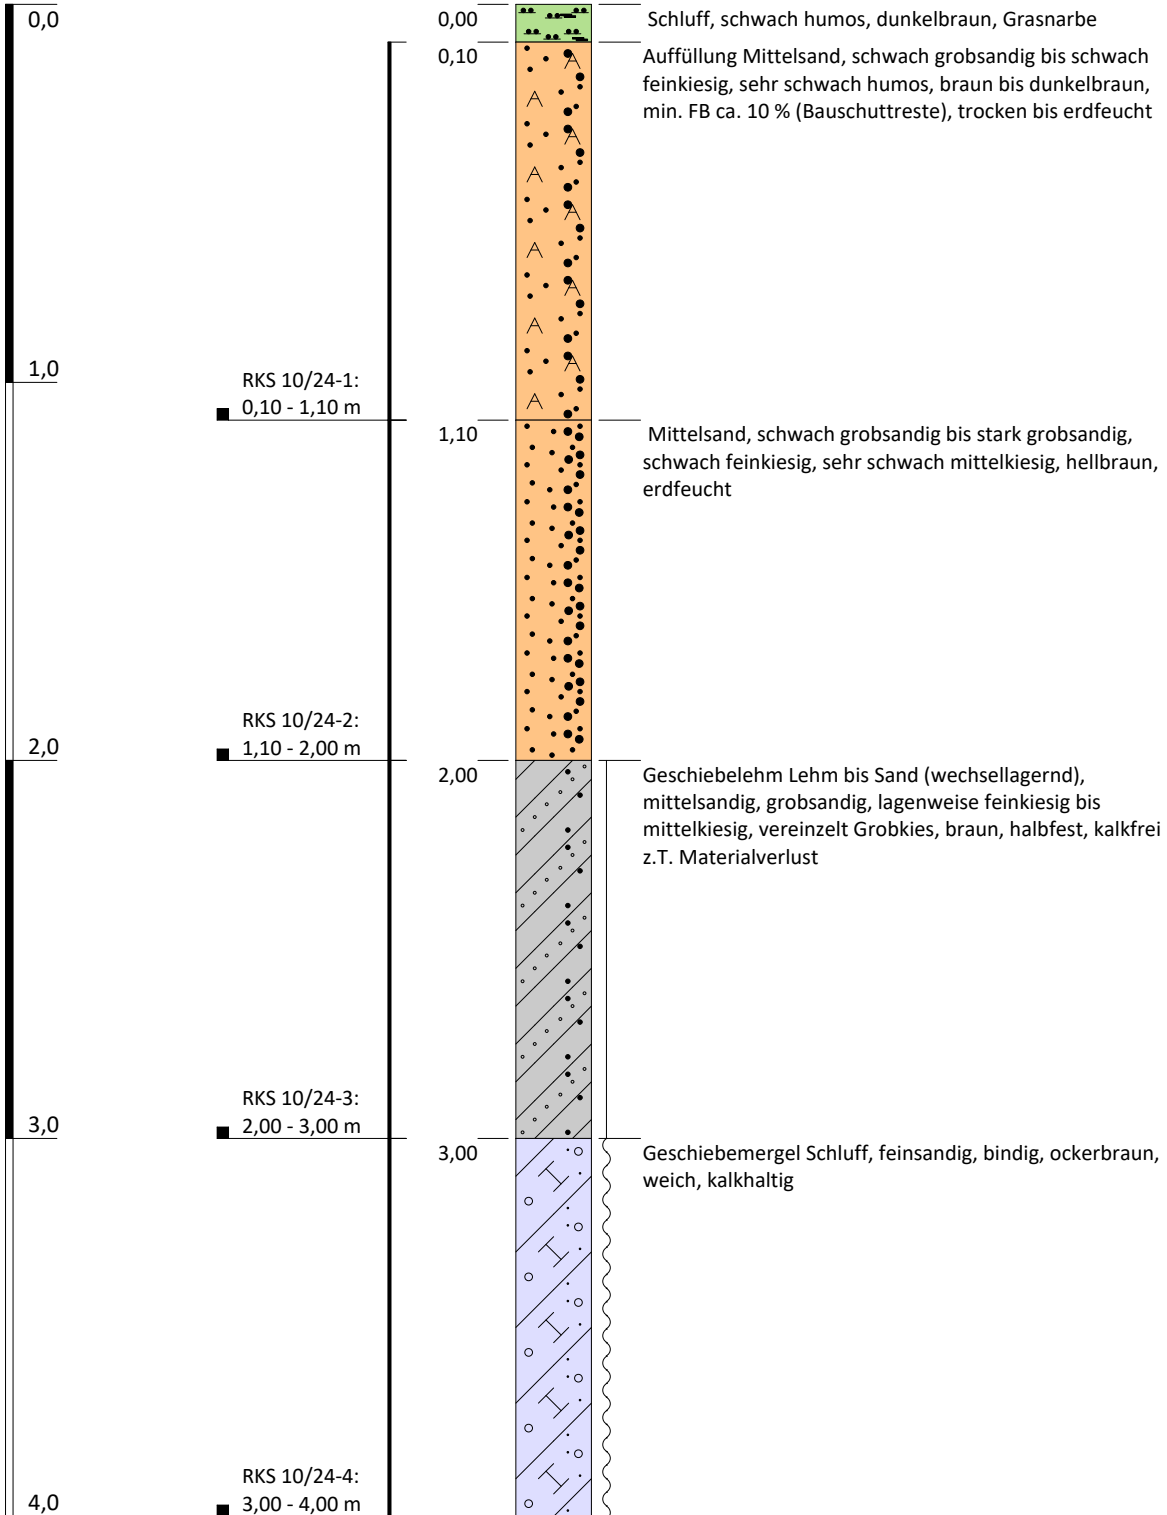 0,0
0,00
Schluff, schwach humos, dunkelbraun, Grasnarbe
0,10
Auffüllung Mittelsand, schwach grobsandig bis schwach
feinkiesig, sehr schwach humos, braun bis dunkelbraun,
min. FB ca. 10 % (Bauschuttreste), trocken bis erdfeucht
1,0
RKS 10/24-1:
0,10 - 1,10 m
1,10
Mittelsand, schwach grobsandig bis stark grobsandig,
schwach feinkiesig, sehr schwach mittelkiesig, hellbraun,
erdfeucht
RKS 10/24-2:
1,10 - 2,00 m
2,0
2,00
Geschiebelehm Lehm bis Sand (wechsellagernd),
mittelsandig, grobsandig, lagenweise feinkiesig bis
mittelkiesig, vereinzelt Grobkies, braun, halbfest, kalkfrei
z.T. Materialverlust
RKS 10/24-3:
2,00 - 3,00 m
3,0
3,00
Geschiebemergel Schluff, feinsandig, bindig, ockerbraun,
weich, kalkhaltig
RKS 10/24-4:
3,00 - 4,00 m
4,0